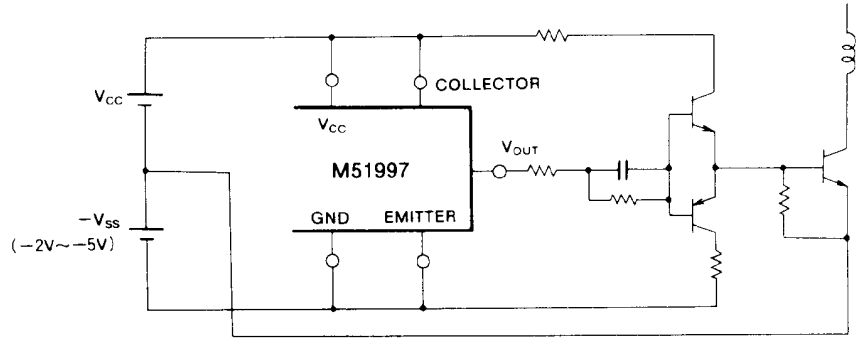 COLLECTOR
VCC
VCC
VOUT
M51997
GND EMITTER
−VSS
(−2V~−5V)